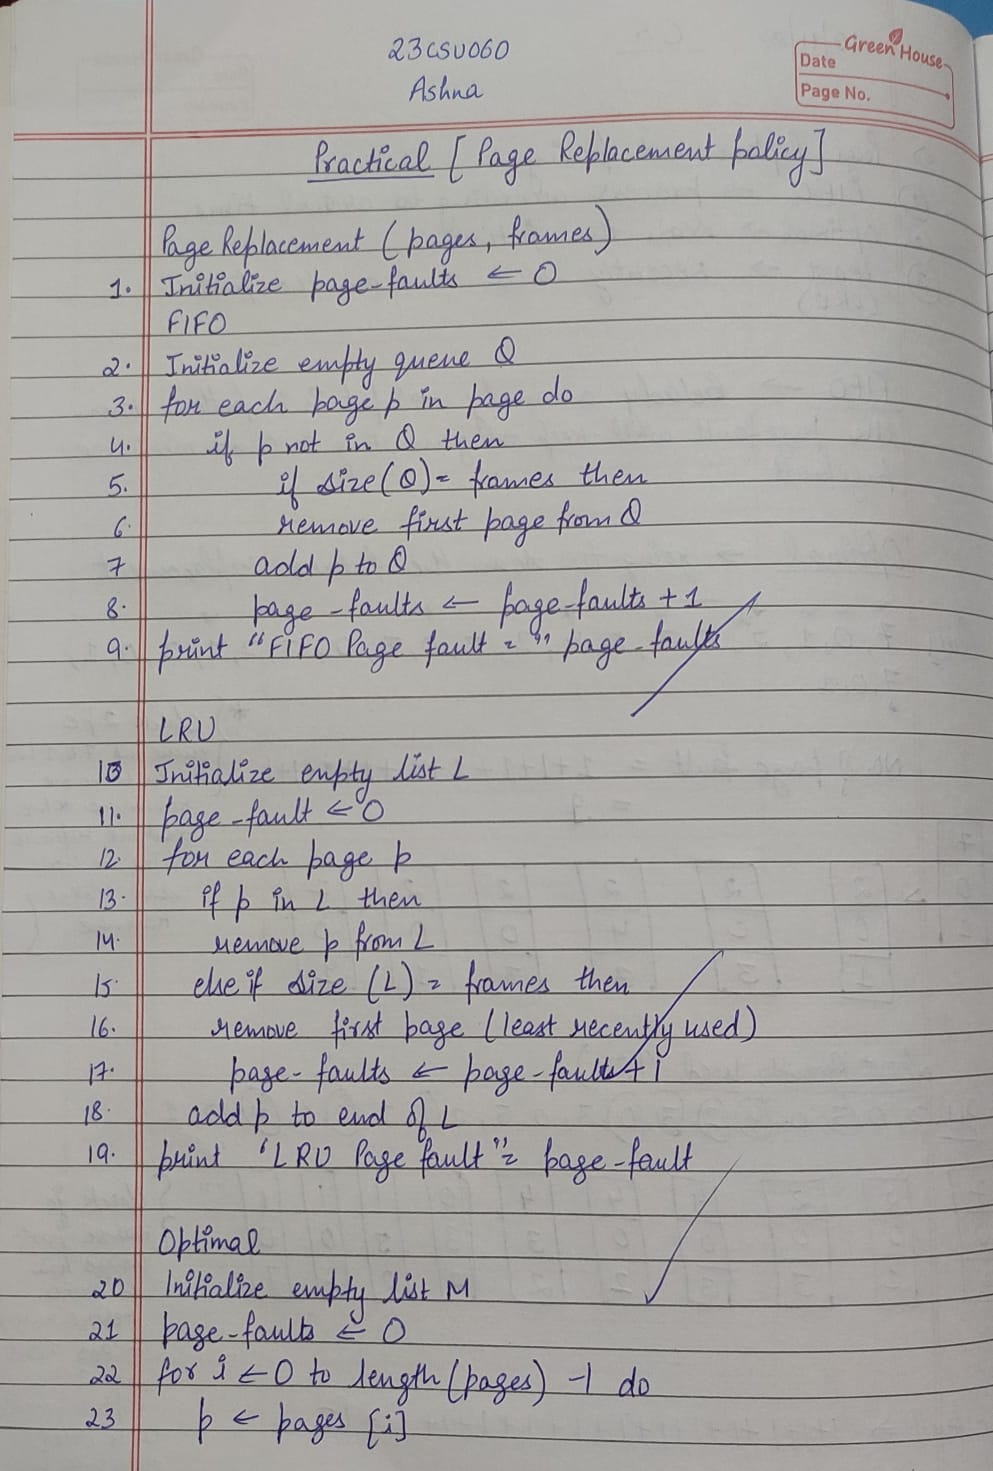 23CSU060
Ashna
Green House
Date
Page No.
Practical [Page Replacement policy]
Page Replacement (pages, frames)
1. Initialize page-faults ← 0
FIFO
2. Initialize empty queue Q
3. for each page p in page do
4. if p not in Q then
5. if size(Q) = frames then
6. remove first page from Q
7 add p to Q
8. page-faults ← page-faults + 1
9. print "FIFO Page fault = " page-faults
LRU
10 Initialize empty list L
11. page-fault ← 0
12. for each page p
13. if p in L then
14. remove p from L
15. else if size (L) = frames then
16. remove first page (least recently used)
17. page-faults ← page-faults + 1
18. add p to end of L
19. print "LRU Page fault" = page-fault
Optimal
20 Initialize empty list M
21 page-faults ← 0
22 for i ← 0 to length (pages) -1 do
23 p ← pages [i]